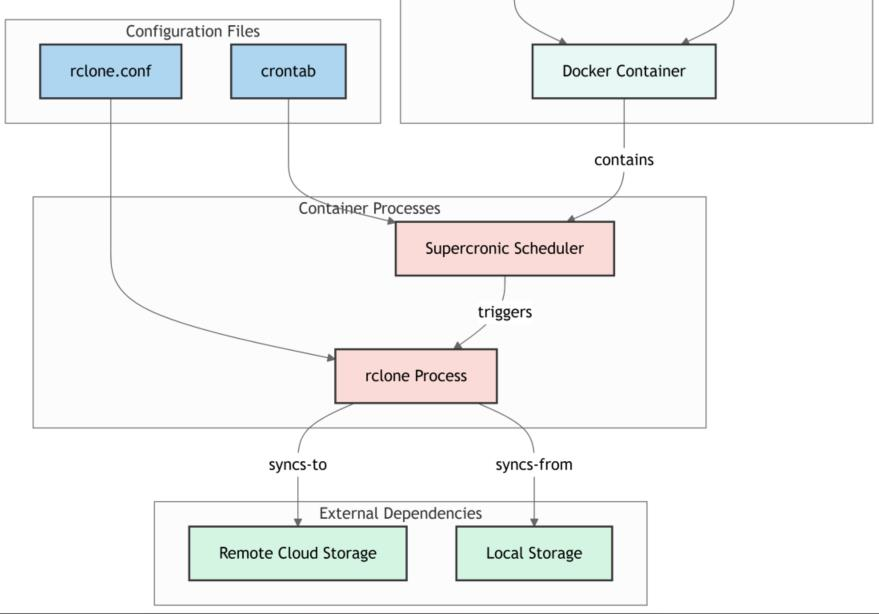 Configuration Files
rclone.conf
crontab
Docker Container
contains
Container Processes
Supercronic Scheduler
triggers
rclone Process
syncs-to
syncs-from
External Dependencies
Remote Cloud Storage
Local Storage